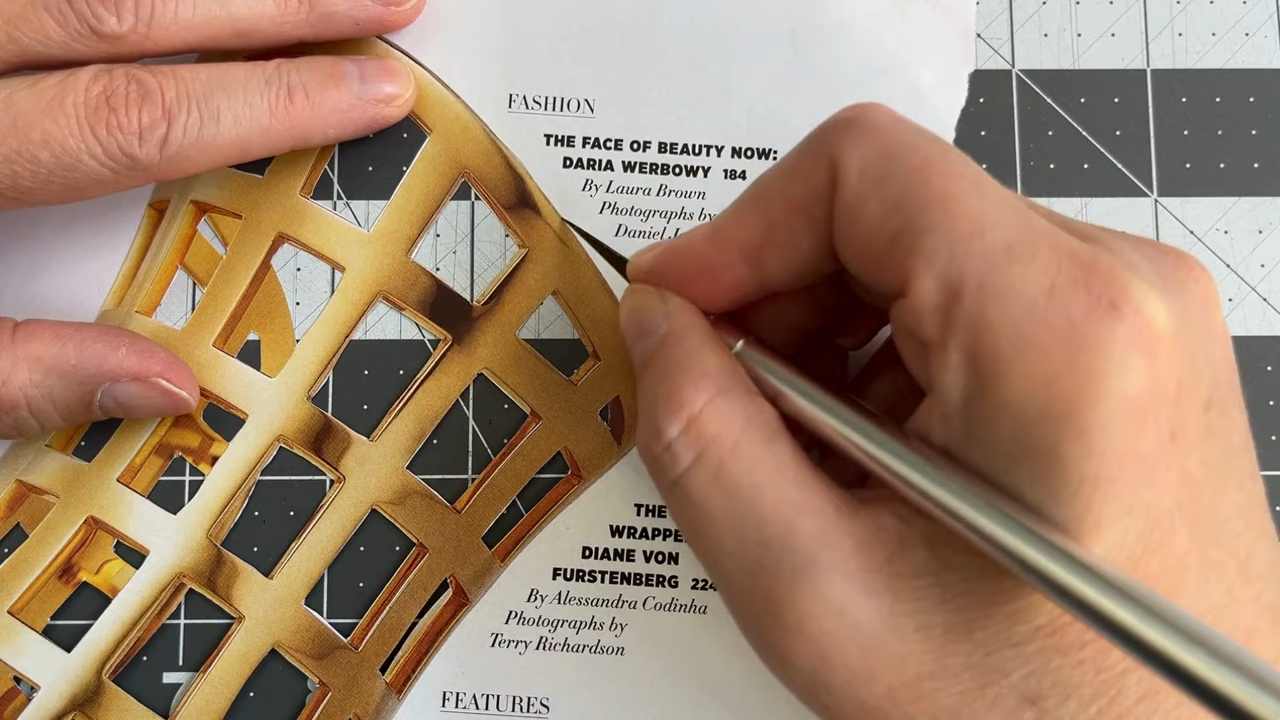 FASHION
THE FACE OF BEAUTY NOW:
DARIA WERBOWY 184
By Laura Brown
Photographs by
Daniel
THE
DIANE VON
FURSTENBERG 224
By Alessandra Codinha
Photographs by
Terry Richardson
FEATURES